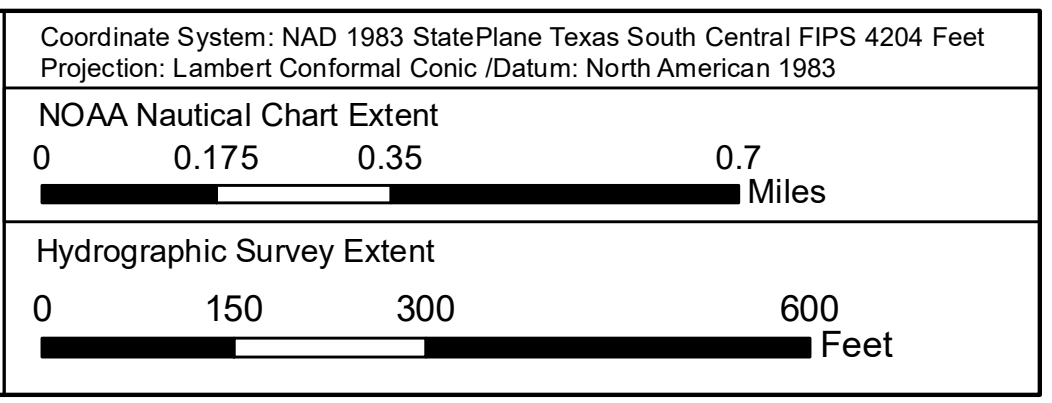 Coordinate System: NAD 1983 StatePlane Texas South Central FIPS 4204 Feet
Projection: Lambert Conformal Conic /Datum: North American 1983
NOAA Nautical Chart Extent
0 0.175 0.35 0.7
Miles
Hydrographic Survey Extent
0 150 300 600
Feet